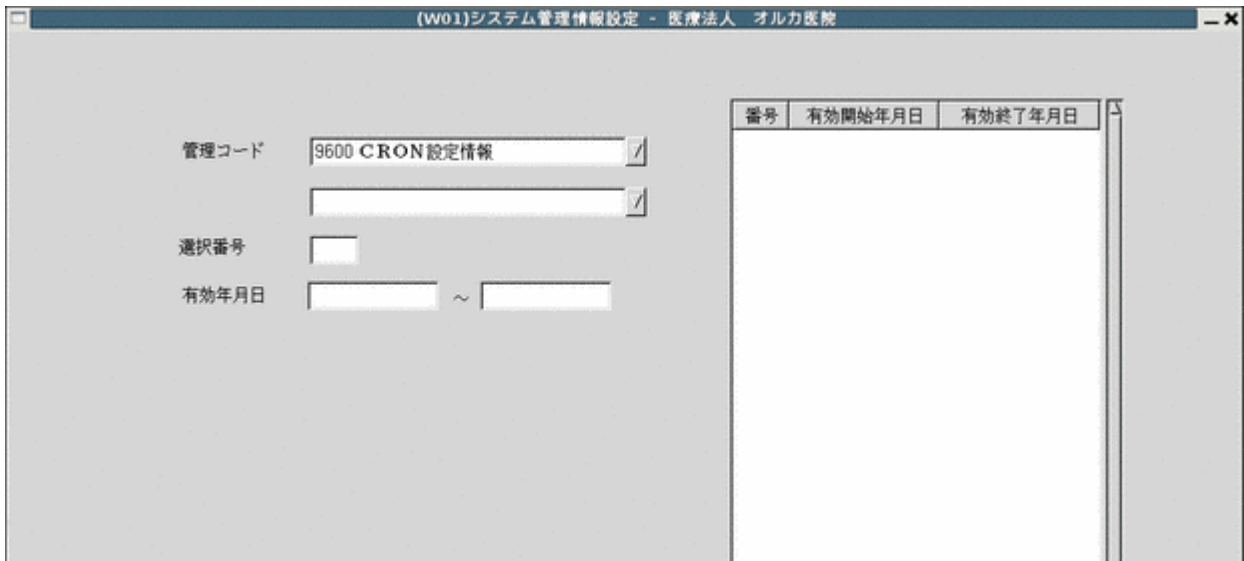 (W01)システム管理情報設定 - 医療法人 オルカ医院
番号 有効開始年月日 有効終了年月日
管理コード 9600 CRON設定情報
選択番号
有効年月日 ～